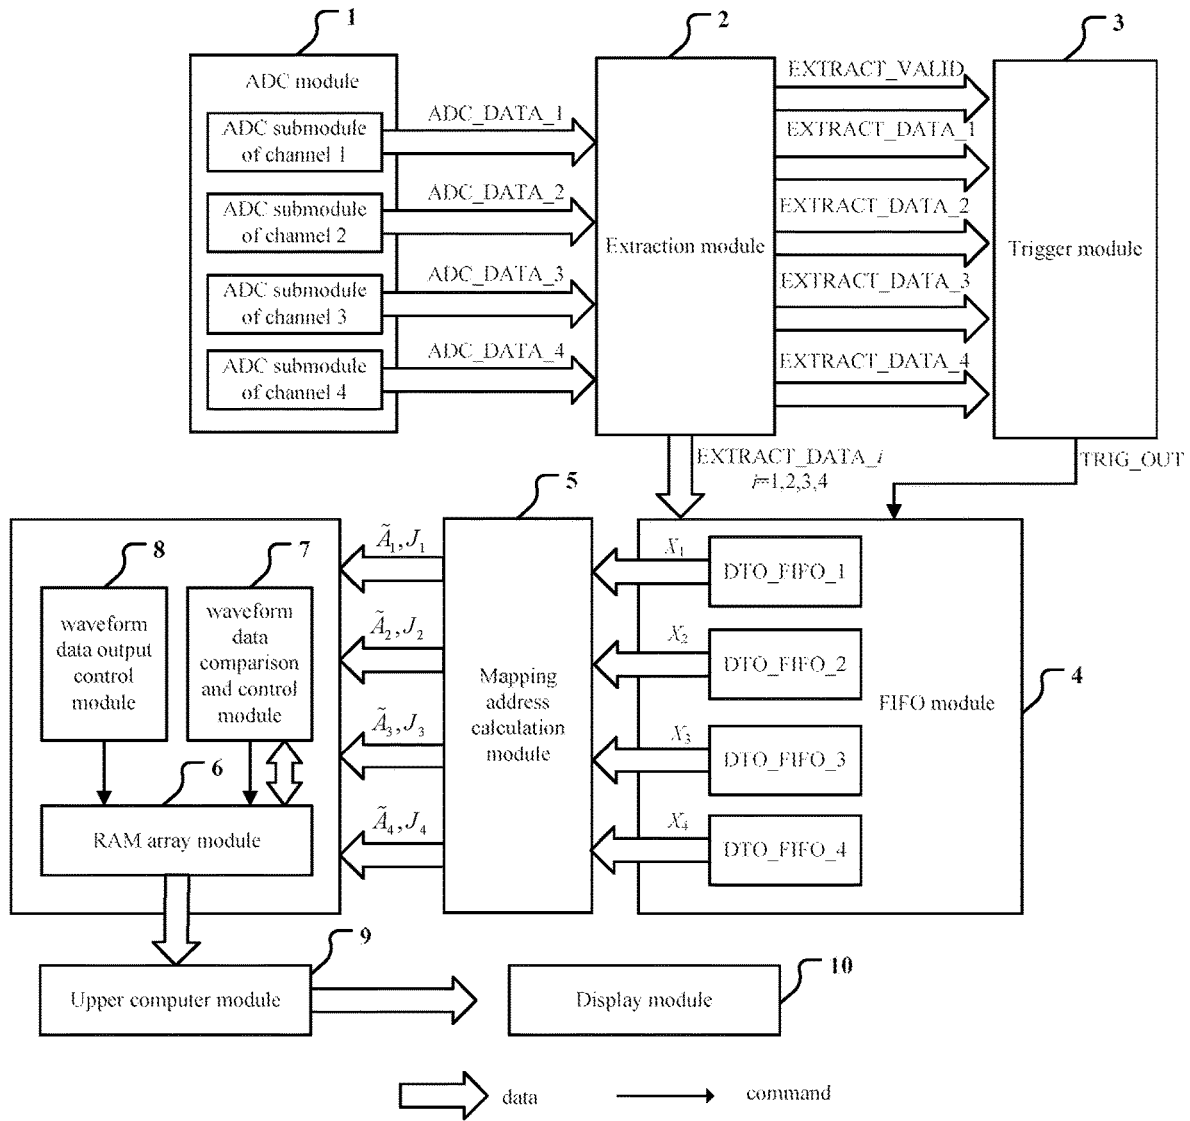 1
2
3
ADC module
ADC submodule
of channel 1
ADC submodule
of channel 2
ADC submodule
of channel 3
ADC submodule
of channel 4
ADC_DATA_1
ADC_DATA_2
ADC_DATA_3
ADC_DATA_4
Extraction module
EXTRACT_VALID
EXTRACT_DATA_1
EXTRACT_DATA_2
EXTRACT_DATA_3
EXTRACT_DATA_4
Trigger module
EXTRACT_DATA_i
i=1,2,3,4
TRIG_OUT
8
waveform
data output
control
module
7
waveform
data
comparison
and control
module
6
RAM array module
Ã₁, J₁
Ã₂, J₂
Ã₃, J₃
Ã₄, J₄
5
Mapping
address
calculation
module
X₁
X₂
X₃
X₄
DTO_FIFO_1
DTO_FIFO_2
DTO_FIFO_3
DTO_FIFO_4
FIFO module
4
9
Upper computer module
10
Display module
data
command